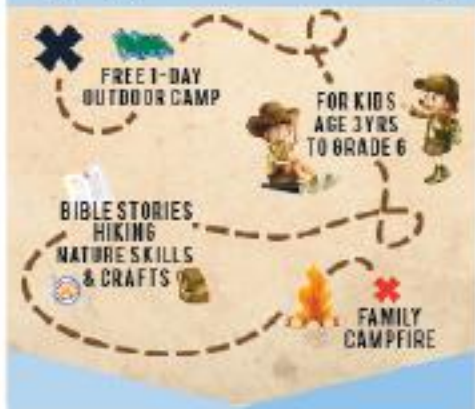 FREE 1-DAY
OUTDOOR CAMP
FOR KIDS
AGE 3YRS
TO GRADE 6
BIBLE STORIES
HIKING
NATURE SKILLS
& CRAFTS
FAMILY
CAMPFIRE